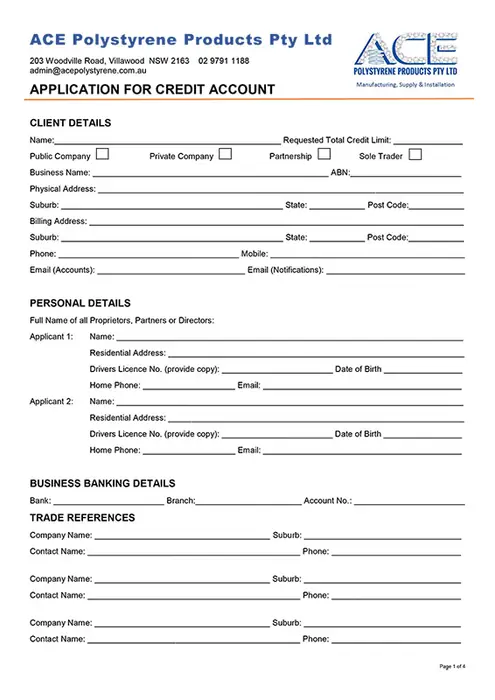 ACE Polystyrene Products Pty Ltd
203 Woodville Road, Villawood NSW 2163 02 9791 1188
admin@acepolystyrene.com.au
ACE
POLYSTYRENE PRODUCTS PTY LTD
Manufacturing, Supply & Installation
APPLICATION FOR CREDIT ACCOUNT
CLIENT DETAILS
Name: Requested Total Credit Limit:
Public Company Private Company Partnership Sole Trader
Business Name: ABN:
Physical Address:
Suburb: State: Post Code:
Billing Address:
Suburb: State: Post Code:
Phone: Mobile:
Email (Accounts): Email (Notifications):
PERSONAL DETAILS
Full Name of all Proprietors, Partners or Directors:
Applicant 1: Name:
Residential Address:
Drivers Licence No. (provide copy): Date of Birth
Home Phone: Email:
Applicant 2: Name:
Residential Address:
Drivers Licence No. (provide copy): Date of Birth
Home Phone: Email:
BUSINESS BANKING DETAILS
Bank: Branch: Account No.:
TRADE REFERENCES
Company Name: Suburb:
Contact Name: Phone:
Company Name: Suburb:
Contact Name: Phone:
Company Name: Suburb:
Contact Name: Phone:
Page 1 of 4